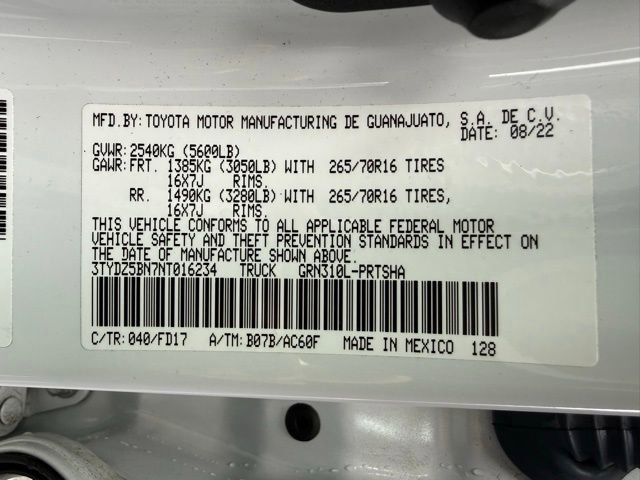 MFD.BY: TOYOTA MOTOR MANUFACTURING DE GUANAJUATO, S.A. DE C.V.
DATE: 08/22
GVWR: 2540KG (5600LB)
GAWR: FRT. 1385KG (3050LB) WITH 265/70R16 TIRES,
16X7J RIMS.
RR. 1490KG (3280LB) WITH 265/70R16 TIRES,
16X7J RIMS.
THIS VEHICLE CONFORMS TO ALL APPLICABLE FEDERAL MOTOR
VEHICLE SAFETY AND THEFT PREVENTION STANDARDS IN EFFECT ON
THE DATE OF MANUFACTURE SHOWN ABOVE.
3TYDZ5BN7NT016234 TRUCK GRN310L-PRTSHA
C/TR: 040/FD17 A/TM: B07B/AC60F MADE IN MEXICO 128